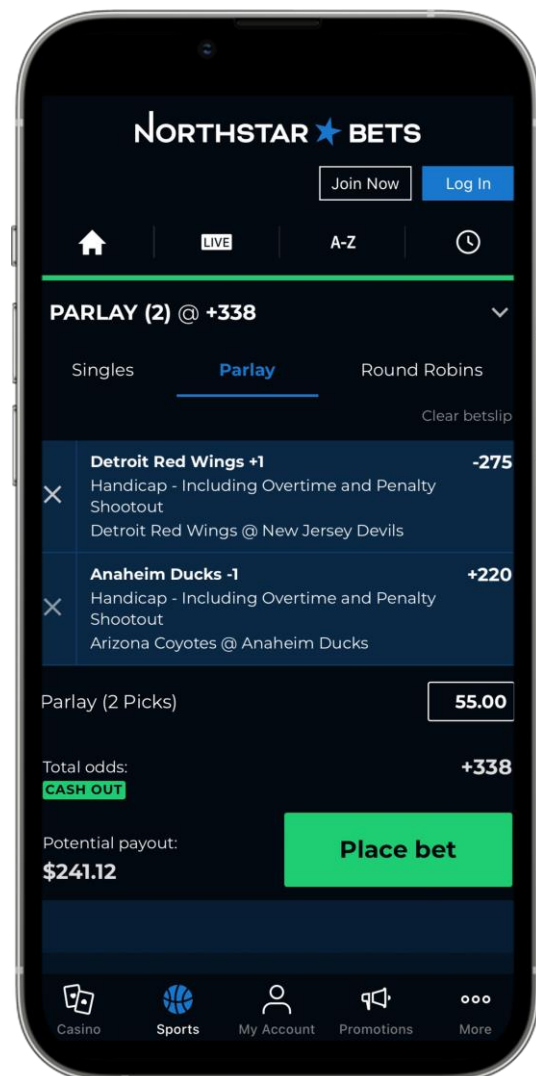 NORTHSTAR BETS
Join Now
Log In
LIVE
A-Z
PARLAY (2) @ +338
Singles
Parlay
Round Robins
Clear betslip
Detroit Red Wings +1
-275
Handicap - Including Overtime and Penalty
Shootout
Detroit Red Wings @ New Jersey Devils
Anaheim Ducks -1
+220
Handicap - Including Overtime and Penalty
Shootout
Arizona Coyotes @ Anaheim Ducks
Parlay (2 Picks)
55.00
Total odds:
+338
CASH OUT
Potential payout:
$241.12
Place bet
Casino
Sports
My Account
Promotions
More